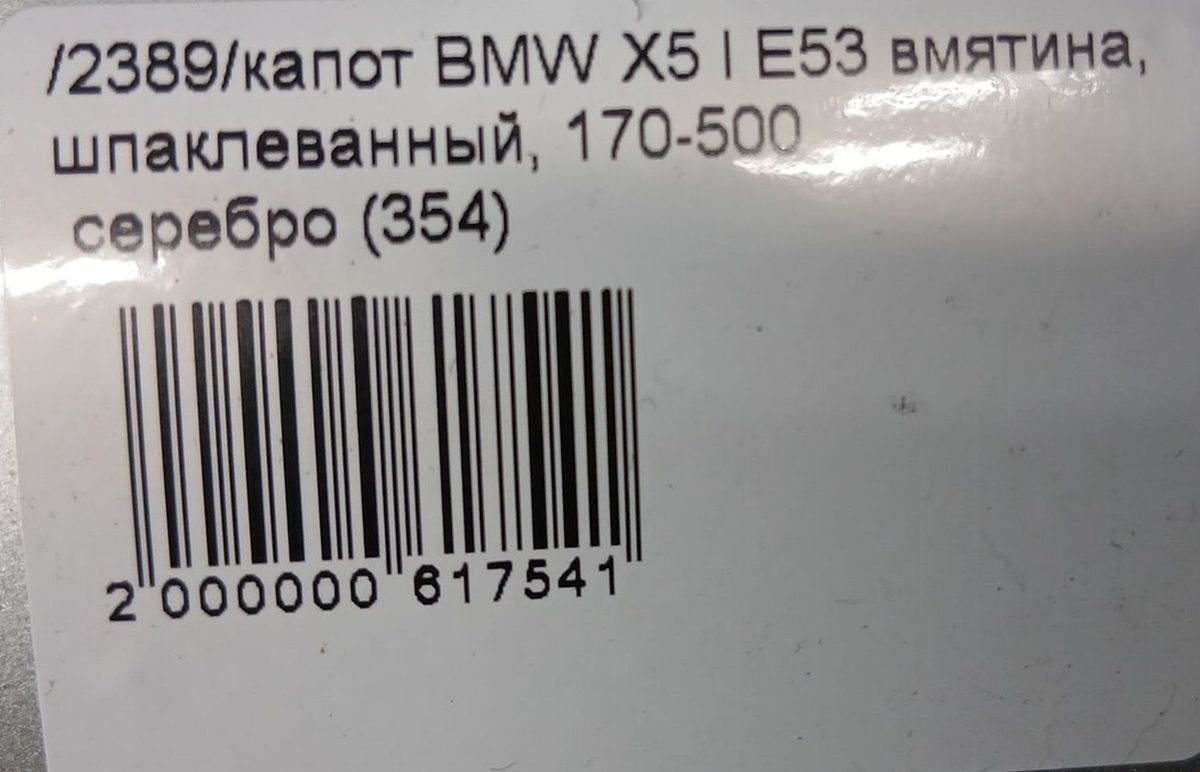 /2389/капот BMW X5 I E53 вмятина,
шпаклеванный, 170-500
серебро (354)
2 000000 617541